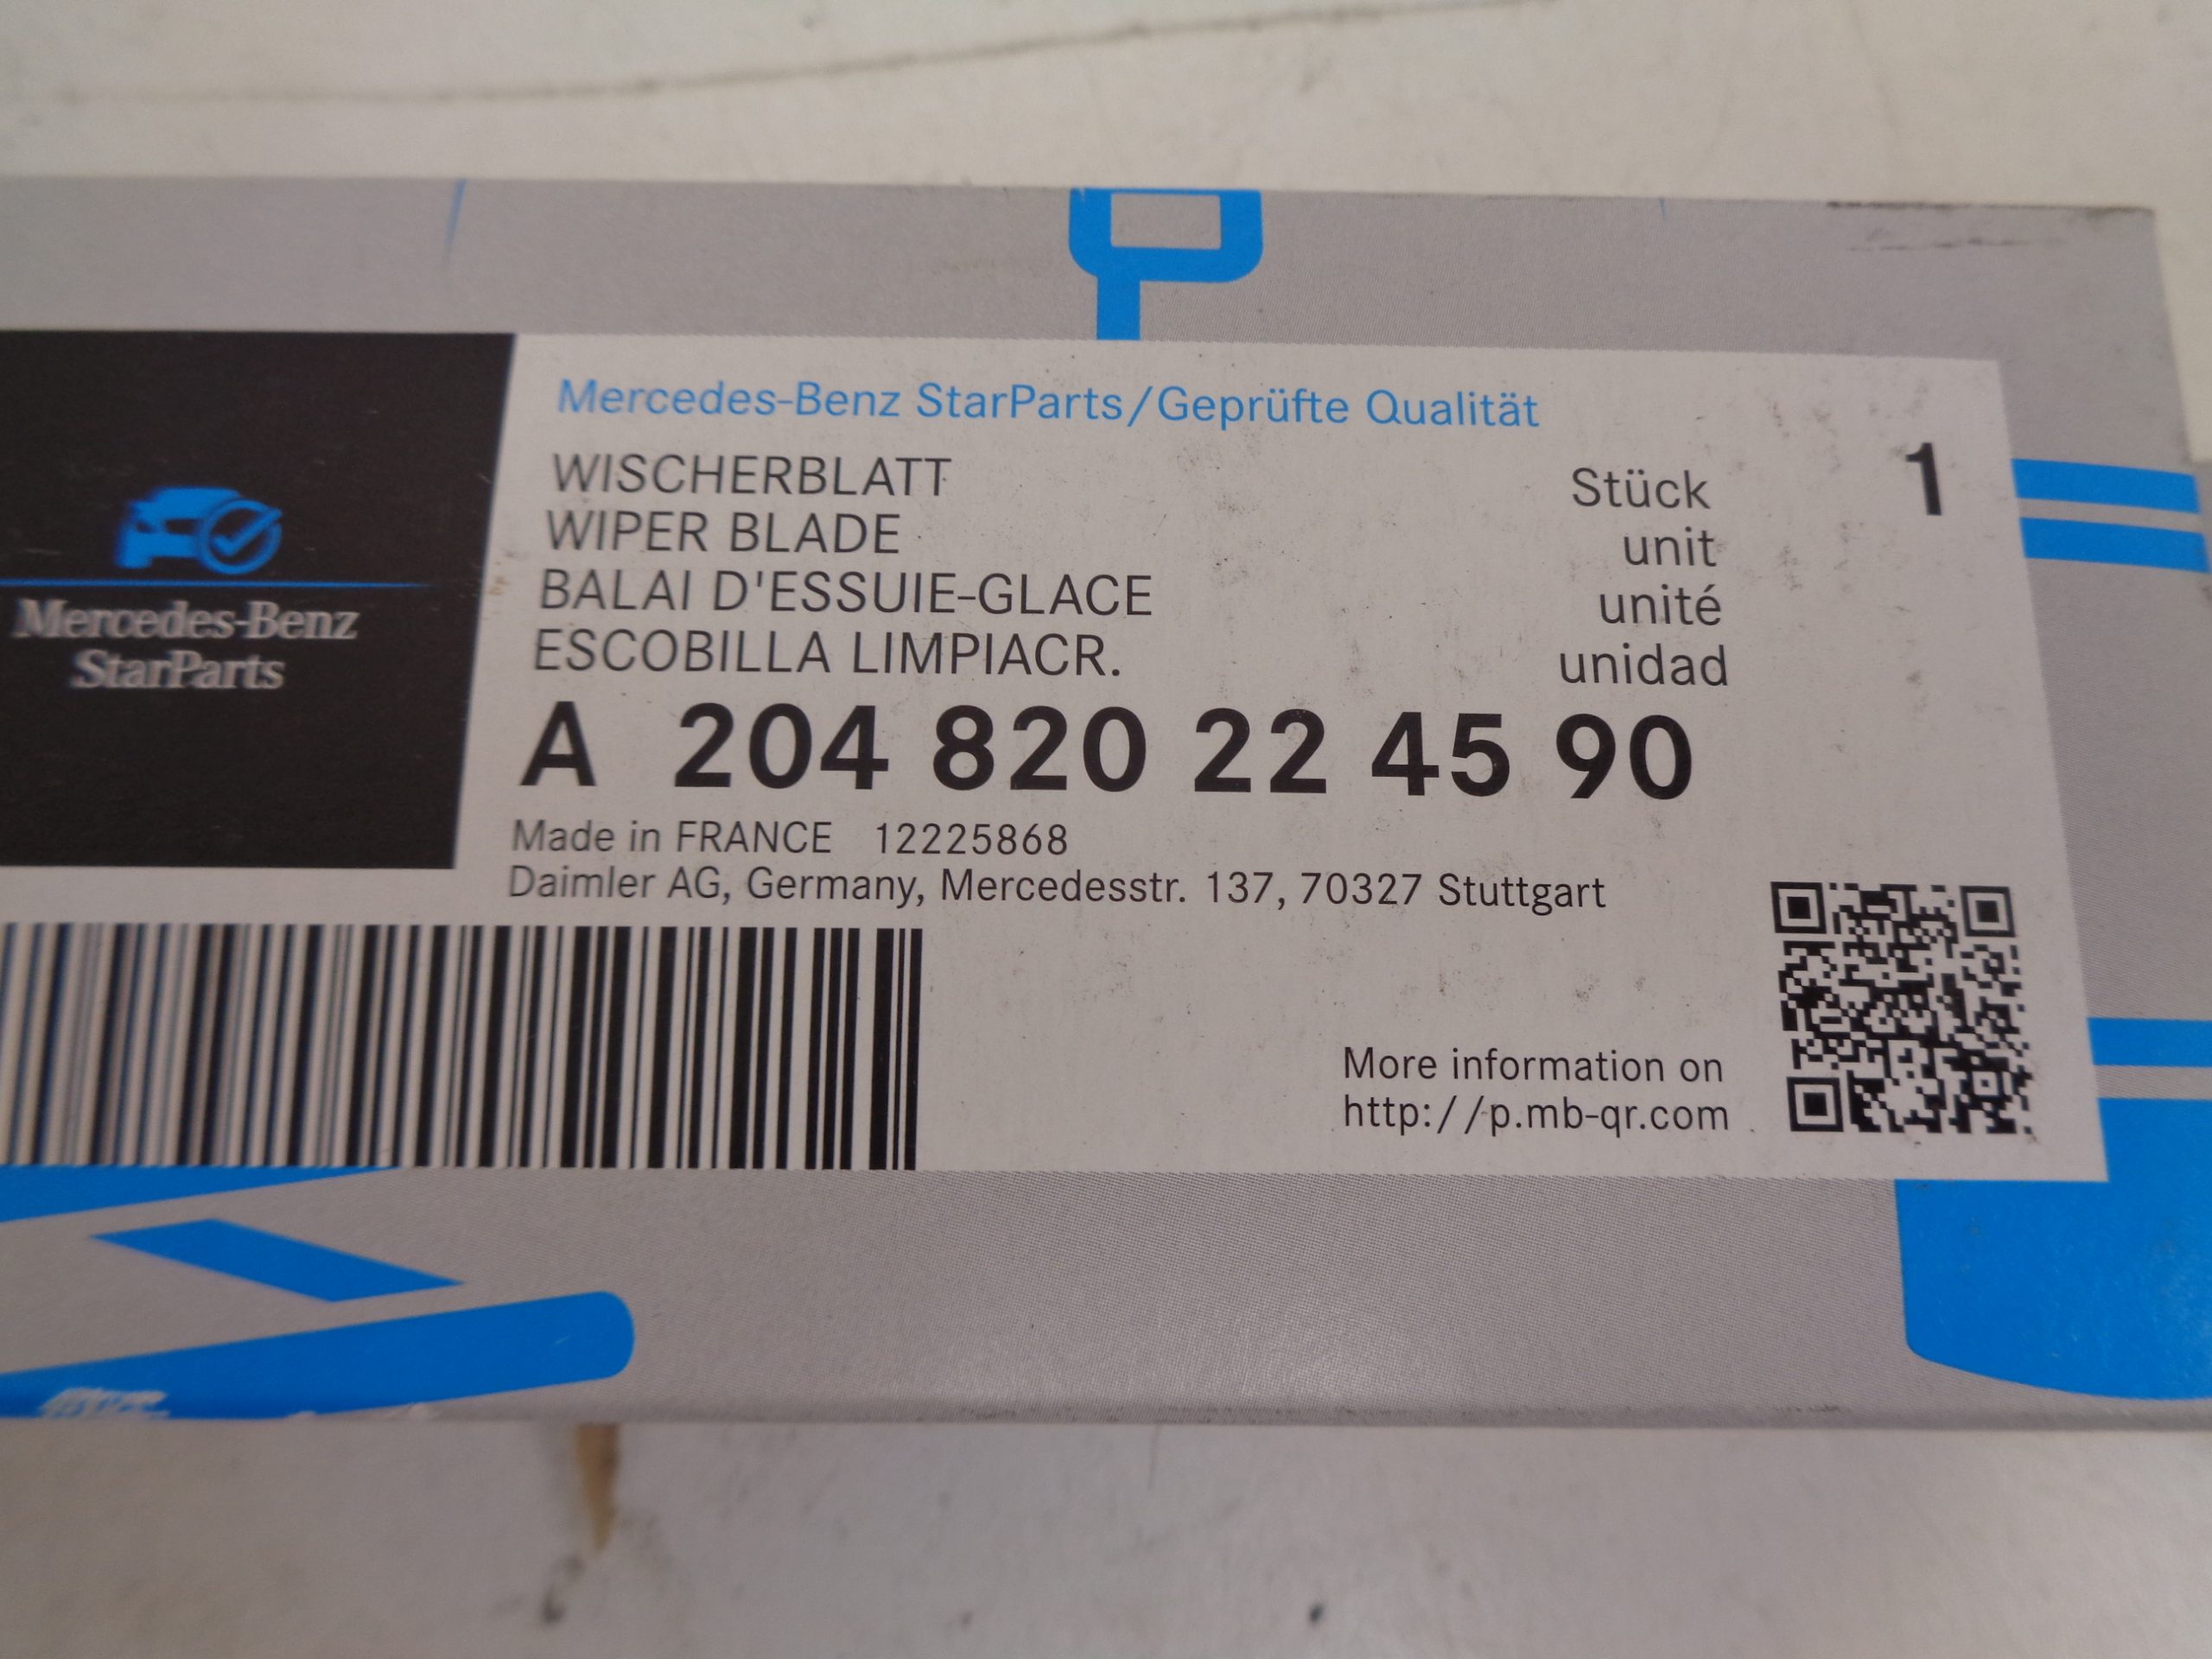 Mercedes-Benz
StarParts
Mercedes-Benz StarParts/Geprüfte Qualität
WISCHERBLATT Stück 1
WIPER BLADE unit
BALAI D'ESSUIE-GLACE unité
ESCOBILLA LIMPIACR. unidad
A 204 820 22 45 90
Made in FRANCE 12225868
Daimler AG, Germany, Mercedesstr. 137, 70327 Stuttgart
More information on
http://p.mb-qr.com